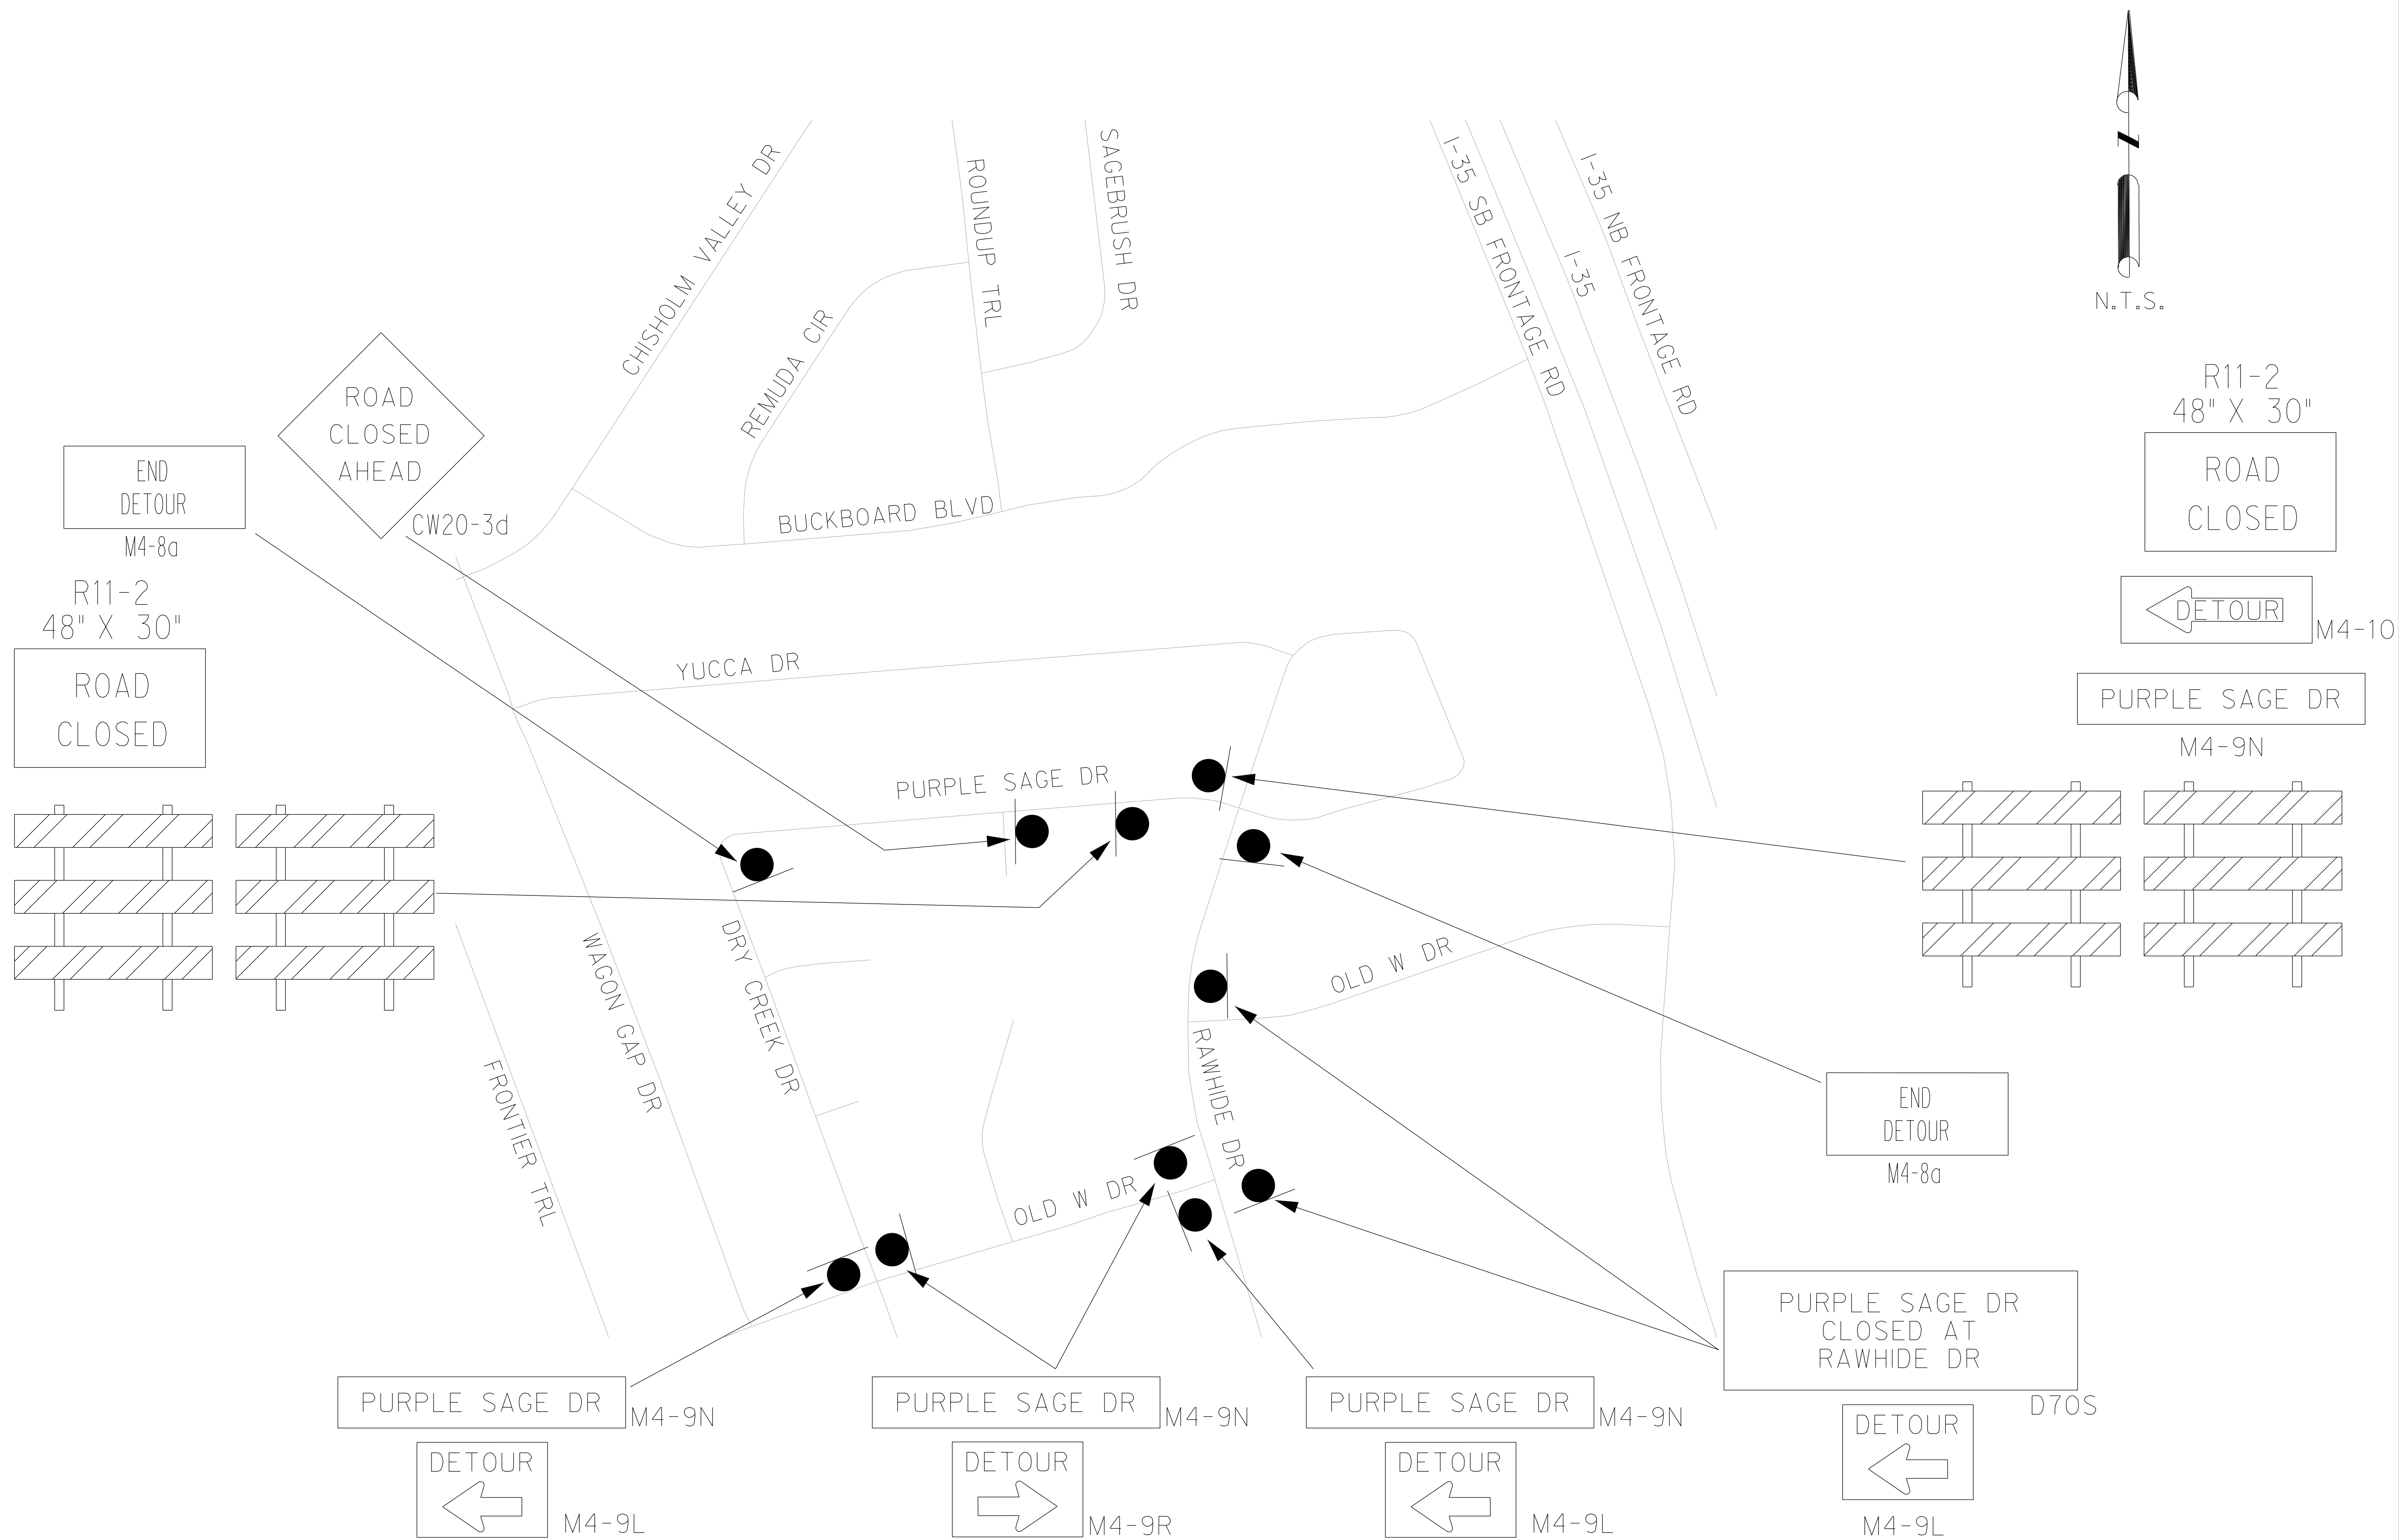 N
N.T.S.
CHISHOLM VALLEY DR
ROUNDUP TRL
SAGEBRUSH DR
REMUDA CIR
I-35 SB FRONTAGE RD
I-35
I-35 NB FRONTAGE RD
BUCKBOARD BLVD
ROAD
CLOSED
AHEAD
CW20-3d
END
DETOUR
M4-8a
R11-2
48" X 30"
ROAD
CLOSED
R11-2
48" X 30"
ROAD
CLOSED
DETOUR
M4-10
PURPLE SAGE DR
M4-9N
YUCCA DR
PURPLE SAGE DR
WAGON GAP DR
DRY CREEK DR
FRONTIER TRL
OLD W DR
RAWHIDE DR
OLD W DR
END
DETOUR
M4-8a
PURPLE SAGE DR
CLOSED AT
RAWHIDE DR
D70S
DETOUR
M4-9L
PURPLE SAGE DR
M4-9N
DETOUR
M4-9L
PURPLE SAGE DR
M4-9N
DETOUR
M4-9R
PURPLE SAGE DR
M4-9N
DETOUR
M4-9L